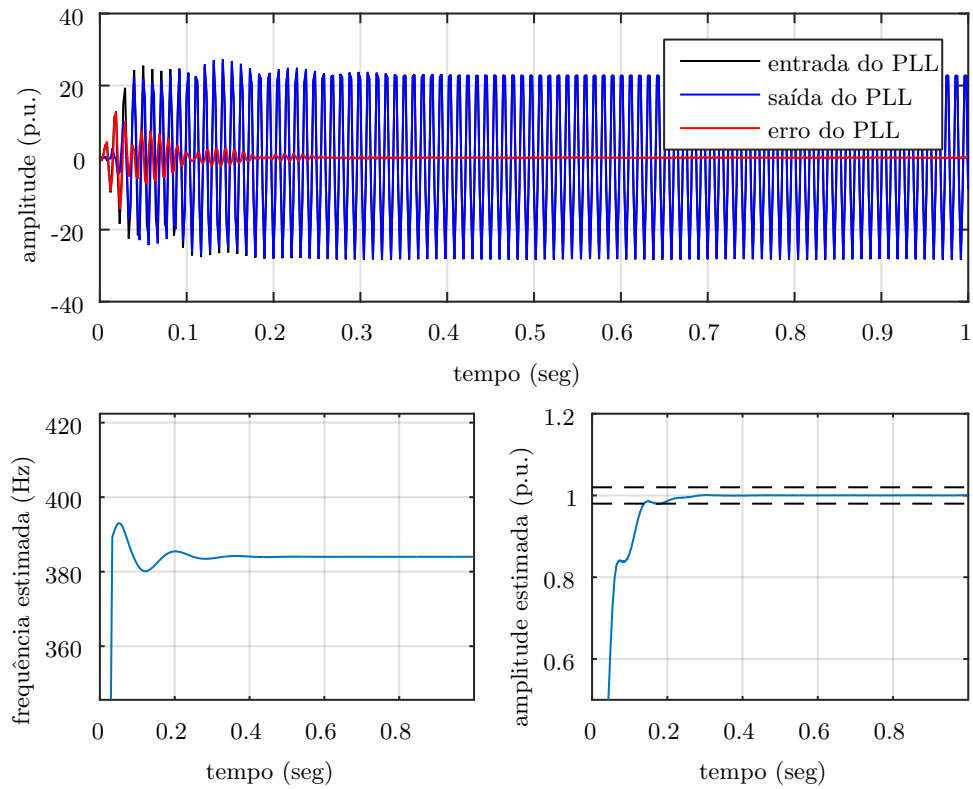 40
20
0
-20
-40
amplitude (p.u.)
entrada do PLL
saída do PLL
erro do PLL
0 0.1 0.2 0.3 0.4 0.5 0.6 0.7 0.8 0.9 1
tempo (seg)
420
400
380
360
frequência estimada (Hz)
0 0.2 0.4 0.6 0.8
tempo (seg)
1.2
1
0.8
0.6
amplitude estimada (p.u.)
0 0.2 0.4 0.6 0.8
tempo (seg)